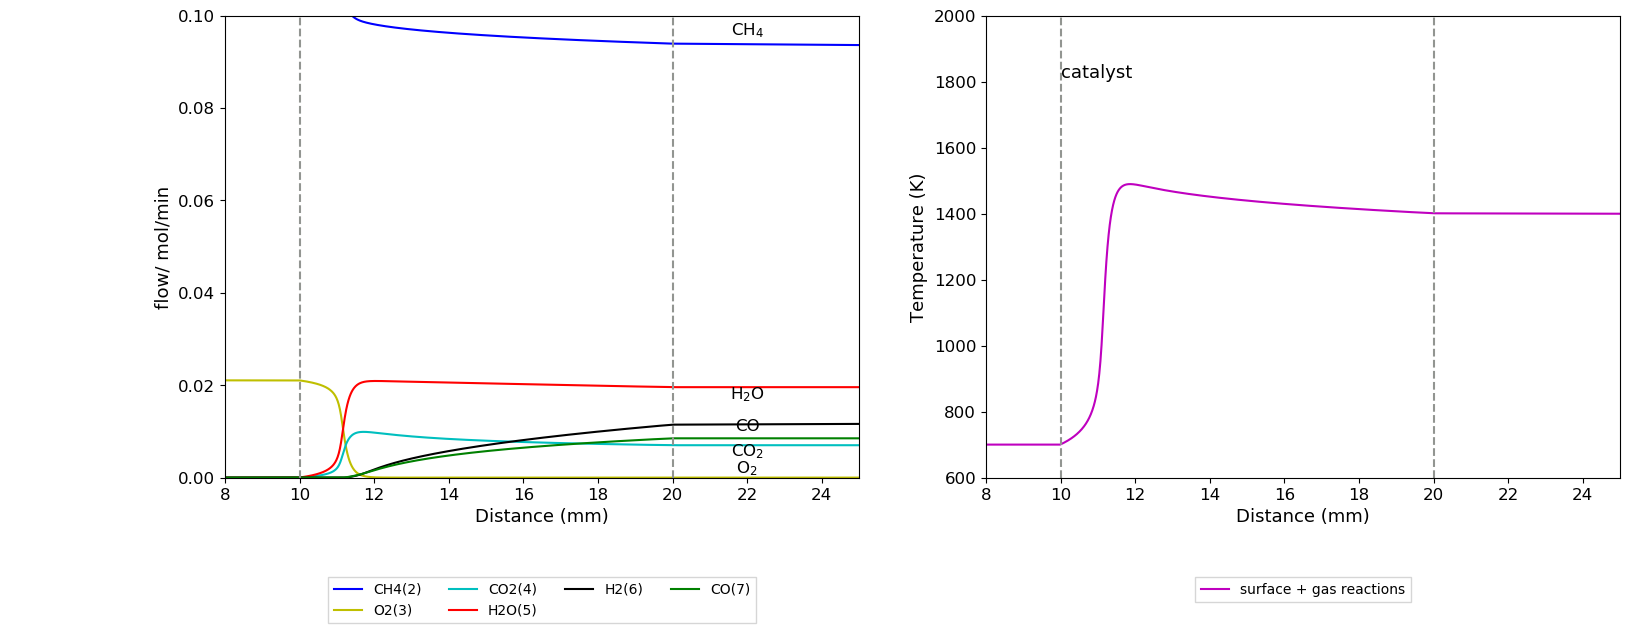 0.10
0.08
0.06
0.04
0.02
0.00
flow/ mol/min
CH₄
H₂O
CO
CO₂
O₂
8 10 12 14 16 18 20 22 24
Distance (mm)
CH4(2) CO2(4) H2(6) CO(7)
O2(3) H2O(5)
2000
1800
1600
1400
1200
1000
800
600
Temperature (K)
catalyst
8 10 12 14 16 18 20 22 24
Distance (mm)
surface + gas reactions